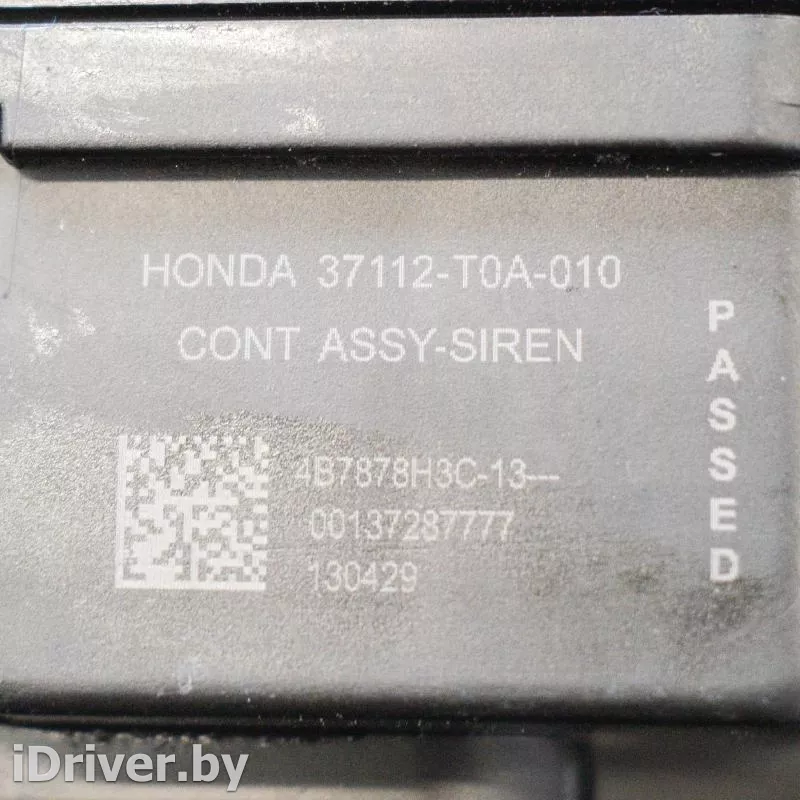 HONDA 37112-T0A-010
CONT ASSY-SIREN
PASSED
4B7878H3C-13---
00137287777
130429
iDriver.by